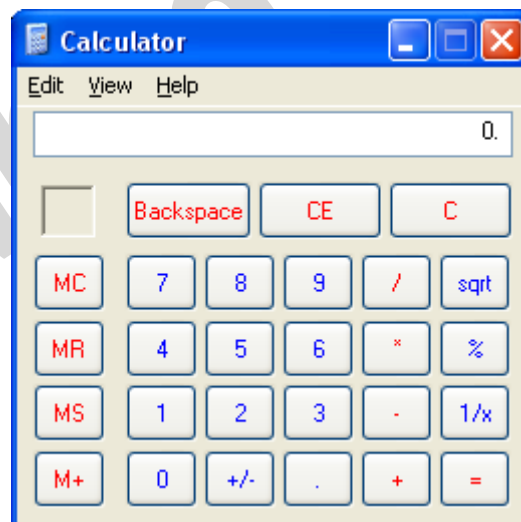 Calculator
Edit View Help
0.
Backspace CE C
MC 7 8 9 / sqrt
MR 4 5 6 * %
MS 1 2 3 - 1/x
M+ 0 +/- . + =